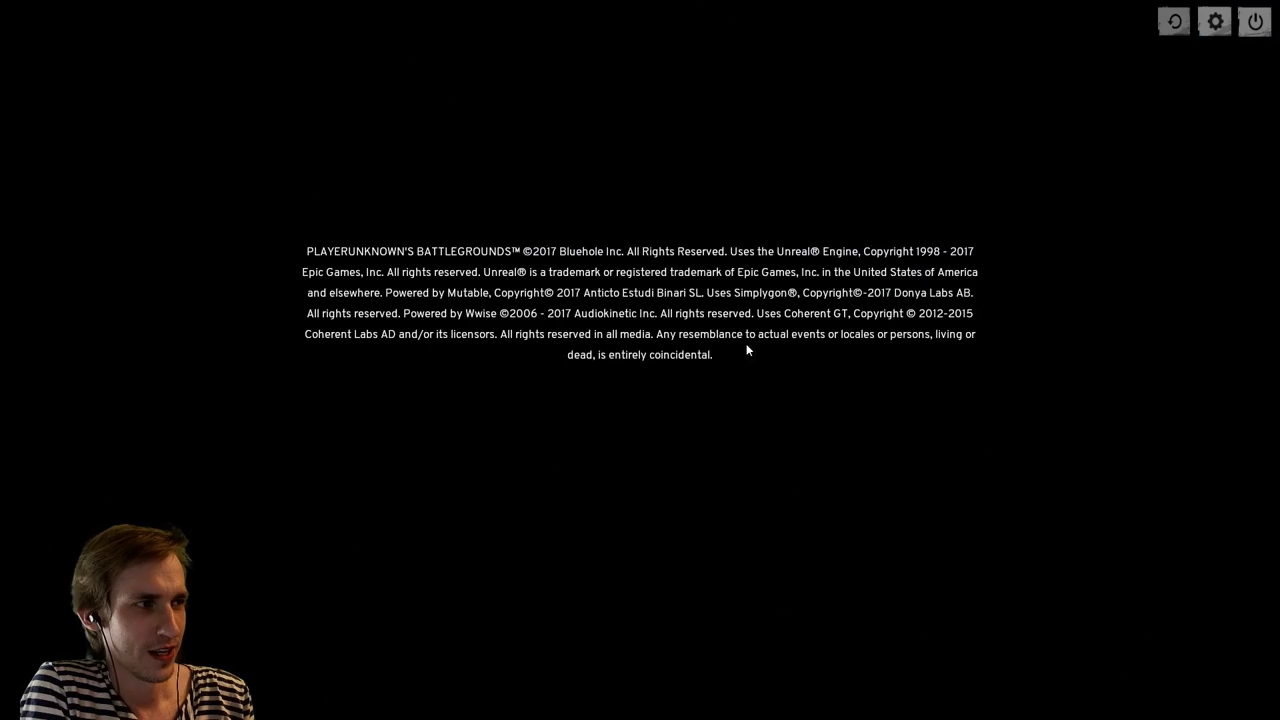 PLAYERUNKNOWN'S BATTLEGROUNDS™ ©2017 Bluehole Inc. All Rights Reserved. Uses the Unreal® Engine, Copyright 1998 - 2017
Epic Games, Inc. All rights reserved. Unreal® is a trademark or registered trademark of Epic Games, Inc. in the United States of America
and elsewhere. Powered by Mutable, Copyright© 2017 Anticto Estudi Binari SL. Uses Simplygon®, Copyright©-2017 Donya Labs AB.
All rights reserved. Powered by Wwise ©2006 - 2017 Audiokinetic Inc. All rights reserved. Uses Coherent GT, Copyright © 2012-2015
Coherent Labs AD and/or its licensors. All rights reserved in all media. Any resemblance to actual events or locales or persons, living or
dead, is entirely coincidental.